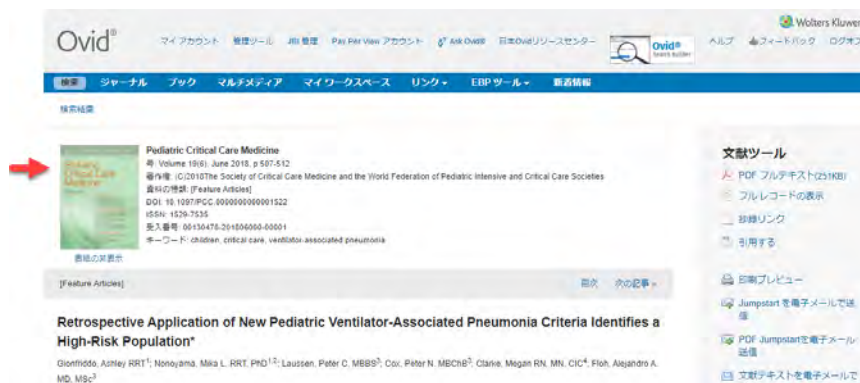 Wolters Kluwer
Ovid®
マイ アカウント 管理ツール JBI 管理 Pay Per View アカウント Ask Ovid® 日本Ovidリソースセンター Ovid® Search Builder ヘルプ フィードバック ログオフ
検索 ジャーナル ブック マルチメディア マイ ワークスペース リンク EBP ツール 新着情報
検索結果
Pediatric Critical Care Medicine
号: Volume 19(6), June 2018, p 507-512
著作権: (C)2018The Society of Critical Care Medicine and the World Federation of Pediatric Intensive and Critical Care Societies
資料の種類: [Feature Articles]
DOI: 10.1097/PCC.0000000000001522
ISSN: 1529-7535
受入番号: 00130478-201806000-00001
キーワード: children, critical care, ventilator-associated pneumonia
Pediatric Critical Care Medicine
表紙の非表示
[Feature Articles] 目次 次の記事 »
Retrospective Application of New Pediatric Ventilator-Associated Pneumonia Criteria Identifies a
High-Risk Population*
Gionfriddo, Ashley RRT1; Nonoyama, Mika L. RRT, PhD1,2; Laussen, Peter C. MBBS3; Cox, Peter N. MBChB3; Clarke, Megan RN, MN, CIC4; Floh, Alejandro A.
MD, MSc3
文献ツール
PDF フルテキスト(251KB)
フル レコードの表示
診療リンク
引用する
印刷プレビュー
Jumpstart を電子メールで送
信
PDF Jumpstartを電子メール
送信
文献テキストを電子メールで